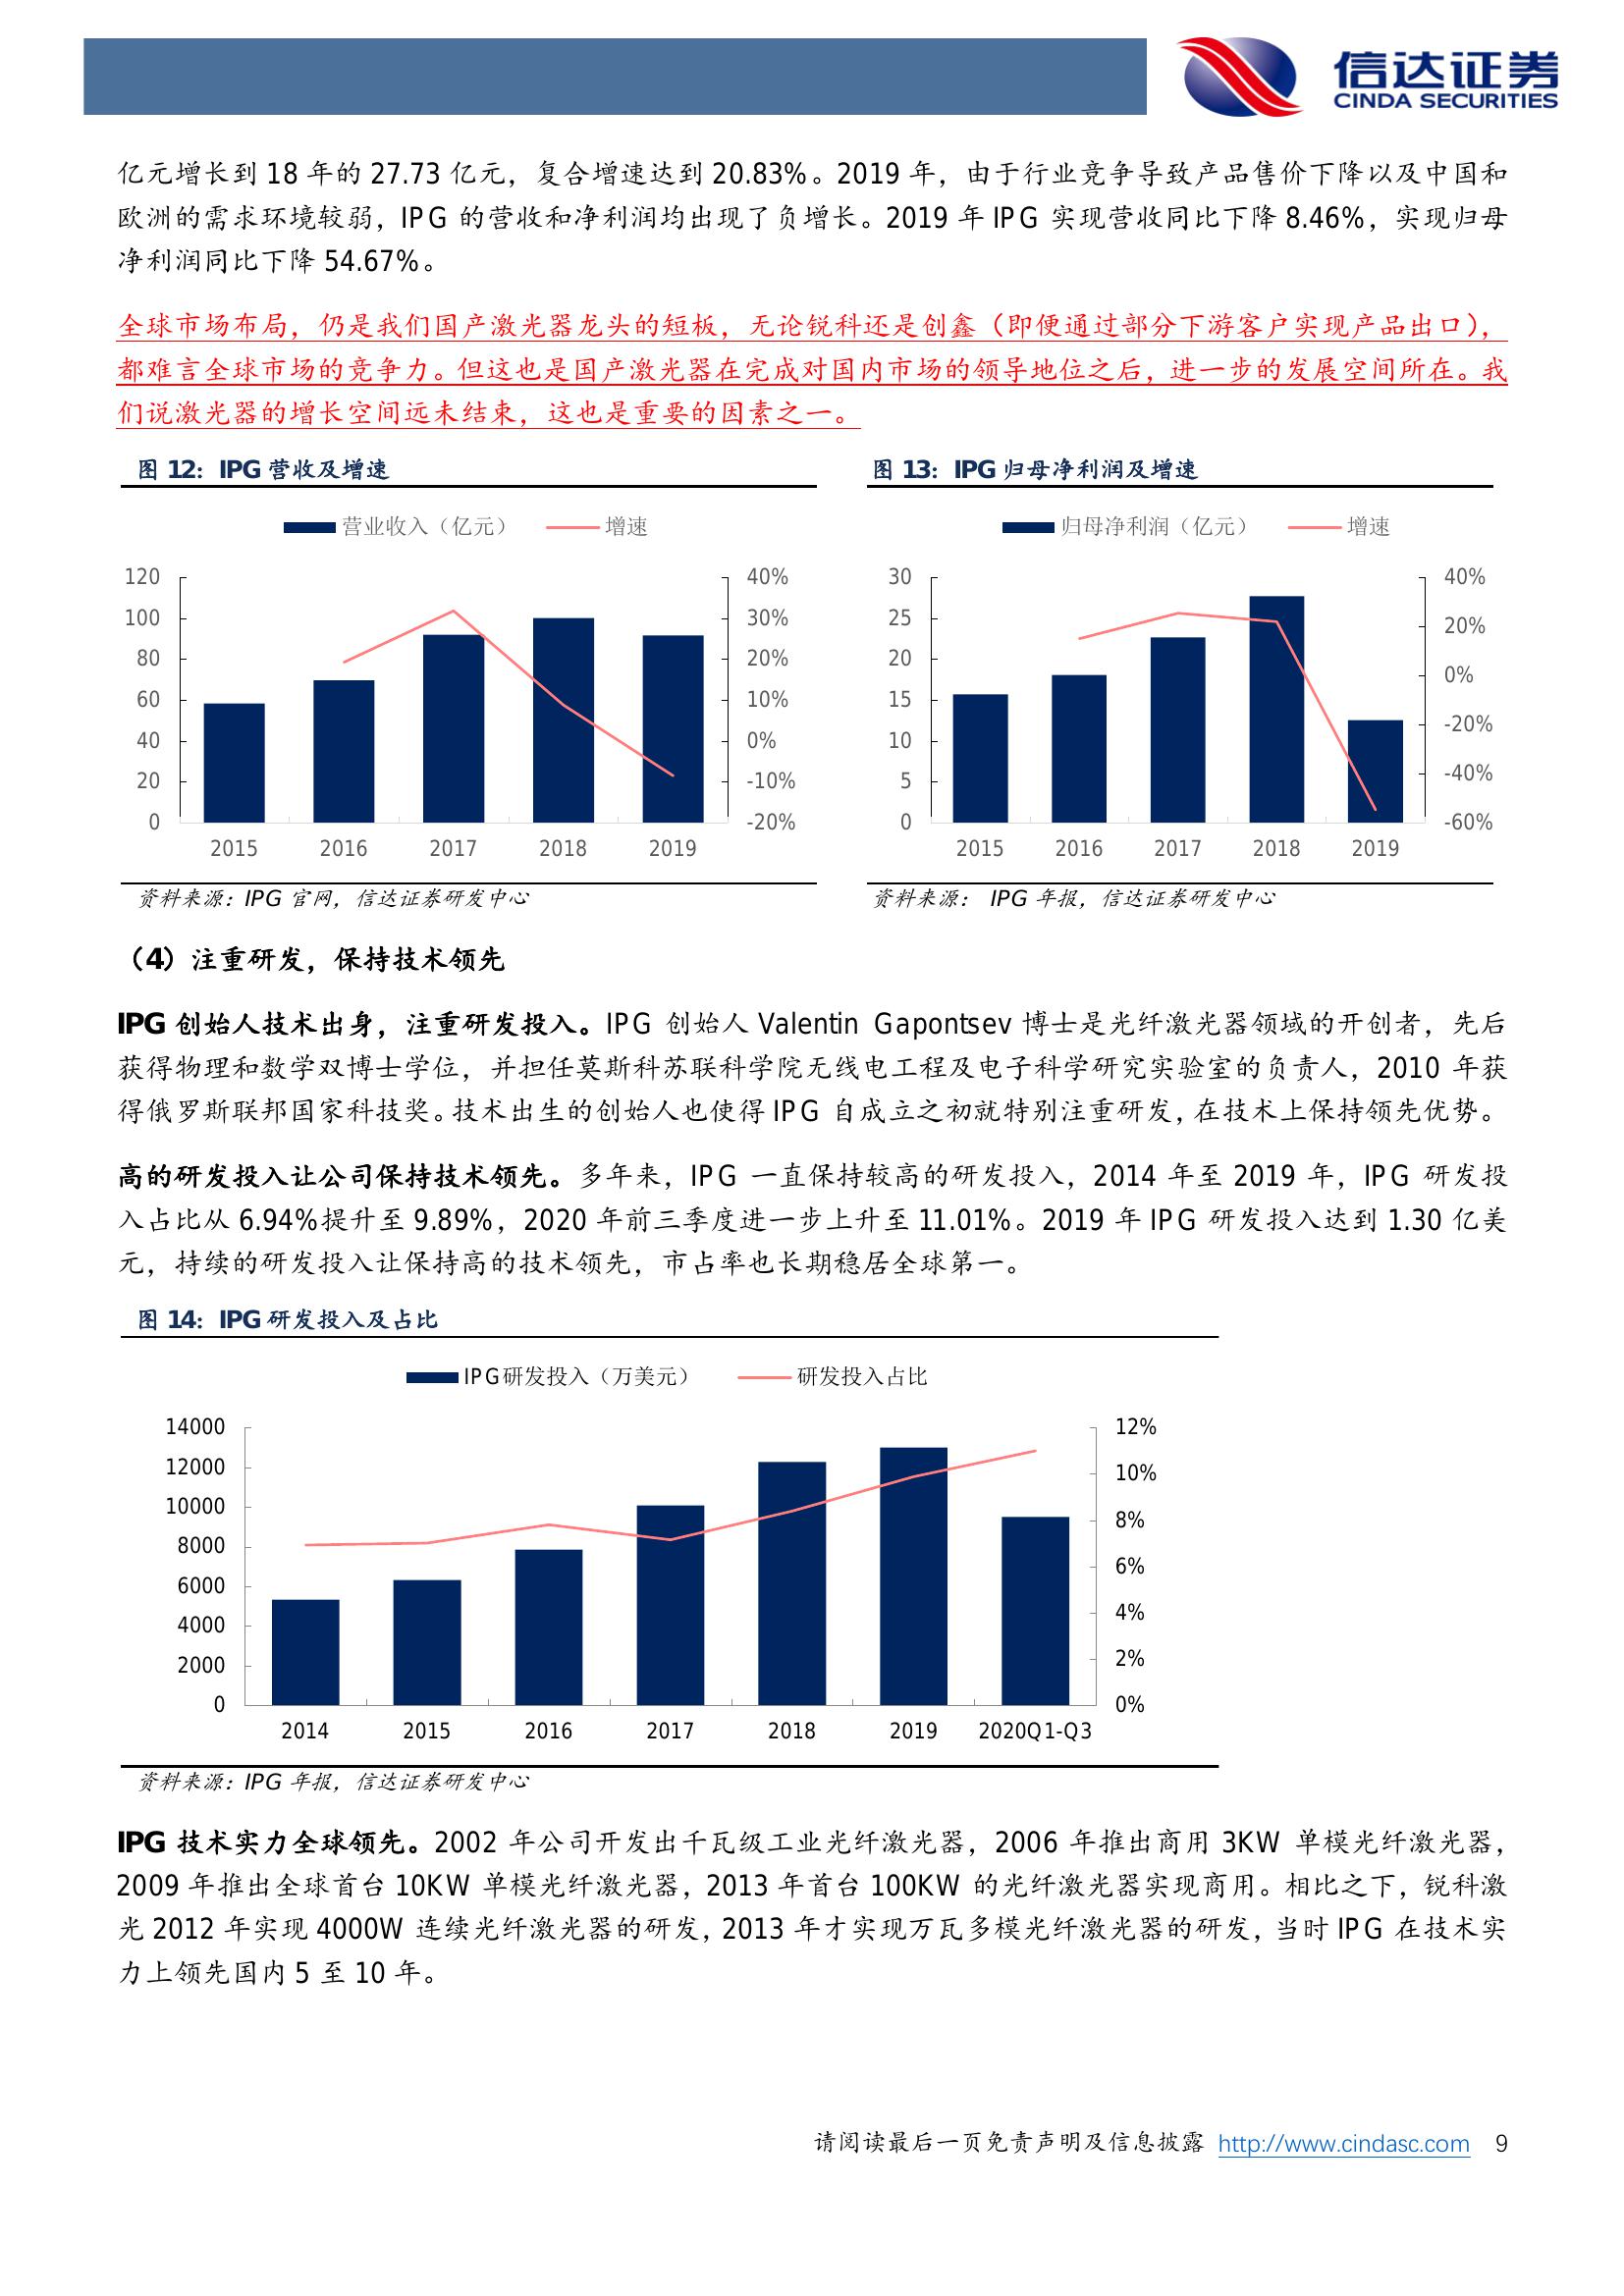 信达证券
CINDA SECURITIES
亿元增长到 18 年的 27.73 亿元，复合增速达到 20.83%。2019 年，由于行业竞争导致产品售价下降以及中国和
欧洲的需求环境较弱，IPG 的营收和净利润均出现了负增长。2019 年 IPG 实现营收同比下降 8.46%，实现归母
净利润同比下降 54.67%。
全球市场布局，仍是我们国产激光器龙头的短板，无论锐科还是创鑫（即便通过部分下游客户实现产品出口），
都难言全球市场的竞争力。但这也是国产激光器在完成对国内市场的领导地位之后，进一步的发展空间所在。我
们说激光器的增长空间远未结束，这也是重要的因素之一。
图 12：IPG 营收及增速
营业收入（亿元） 增速
120
100
80
60
40
20
0
40%
30%
20%
10%
0%
-10%
-20%
2015 2016 2017 2018 2019
资料来源：IPG 官网，信达证券研发中心
图 13：IPG 归母净利润及增速
归母净利润（亿元） 增速
30
25
20
15
10
5
0
40%
20%
0%
-20%
-40%
-60%
2015 2016 2017 2018 2019
资料来源： IPG 年报，信达证券研发中心
（4）注重研发，保持技术领先
IPG 创始人技术出身，注重研发投入。IPG 创始人 Valentin Gapontsev 博士是光纤激光器领域的开创者，先后
获得物理和数学双博士学位，并担任莫斯科苏联科学院无线电工程及电子科学研究实验室的负责人，2010 年获
得俄罗斯联邦国家科技奖。技术出生的创始人也使得 IPG 自成立之初就特别注重研发，在技术上保持领先优势。
高的研发投入让公司保持技术领先。多年来，IPG 一直保持较高的研发投入，2014 年至 2019 年，IPG 研发投
入占比从 6.94%提升至 9.89%，2020 年前三季度进一步上升至 11.01%。2019 年 IPG 研发投入达到 1.30 亿美
元，持续的研发投入让保持高的技术领先，市占率也长期稳居全球第一。
图 14：IPG 研发投入及占比
IPG研发投入（万美元） 研发投入占比
14000
12000
10000
8000
6000
4000
2000
0
12%
10%
8%
6%
4%
2%
0%
2014 2015 2016 2017 2018 2019 2020Q1-Q3
资料来源：IPG 年报，信达证券研发中心
IPG 技术实力全球领先。2002 年公司开发出千瓦级工业光纤激光器，2006 年推出商用 3KW 单模光纤激光器，
2009 年推出全球首台 10KW 单模光纤激光器，2013 年首台 100KW 的光纤激光器实现商用。相比之下，锐科激
光 2012 年实现 4000W 连续光纤激光器的研发，2013 年才实现万瓦多模光纤激光器的研发，当时 IPG 在技术实
力上领先国内 5 至 10 年。
请阅读最后一页免责声明及信息披露 http://www.cindasc.com 9